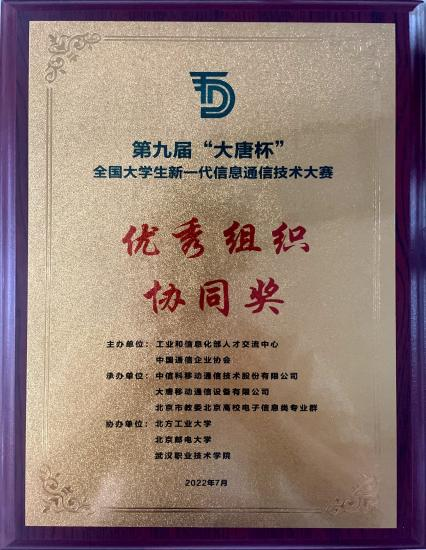 第九届“大唐杯”
全国大学生新一代信息通信技术大赛
优秀组织
协同奖
主办单位：工业和信息化部人才交流中心
中国通信企业协会
承办单位：中信科移动通信技术股份有限公司
大唐移动通信设备有限公司
北京市教委北京高校电子信息类专业群
协办单位：北方工业大学
北京邮电大学
武汉职业技术学院
2022年7月